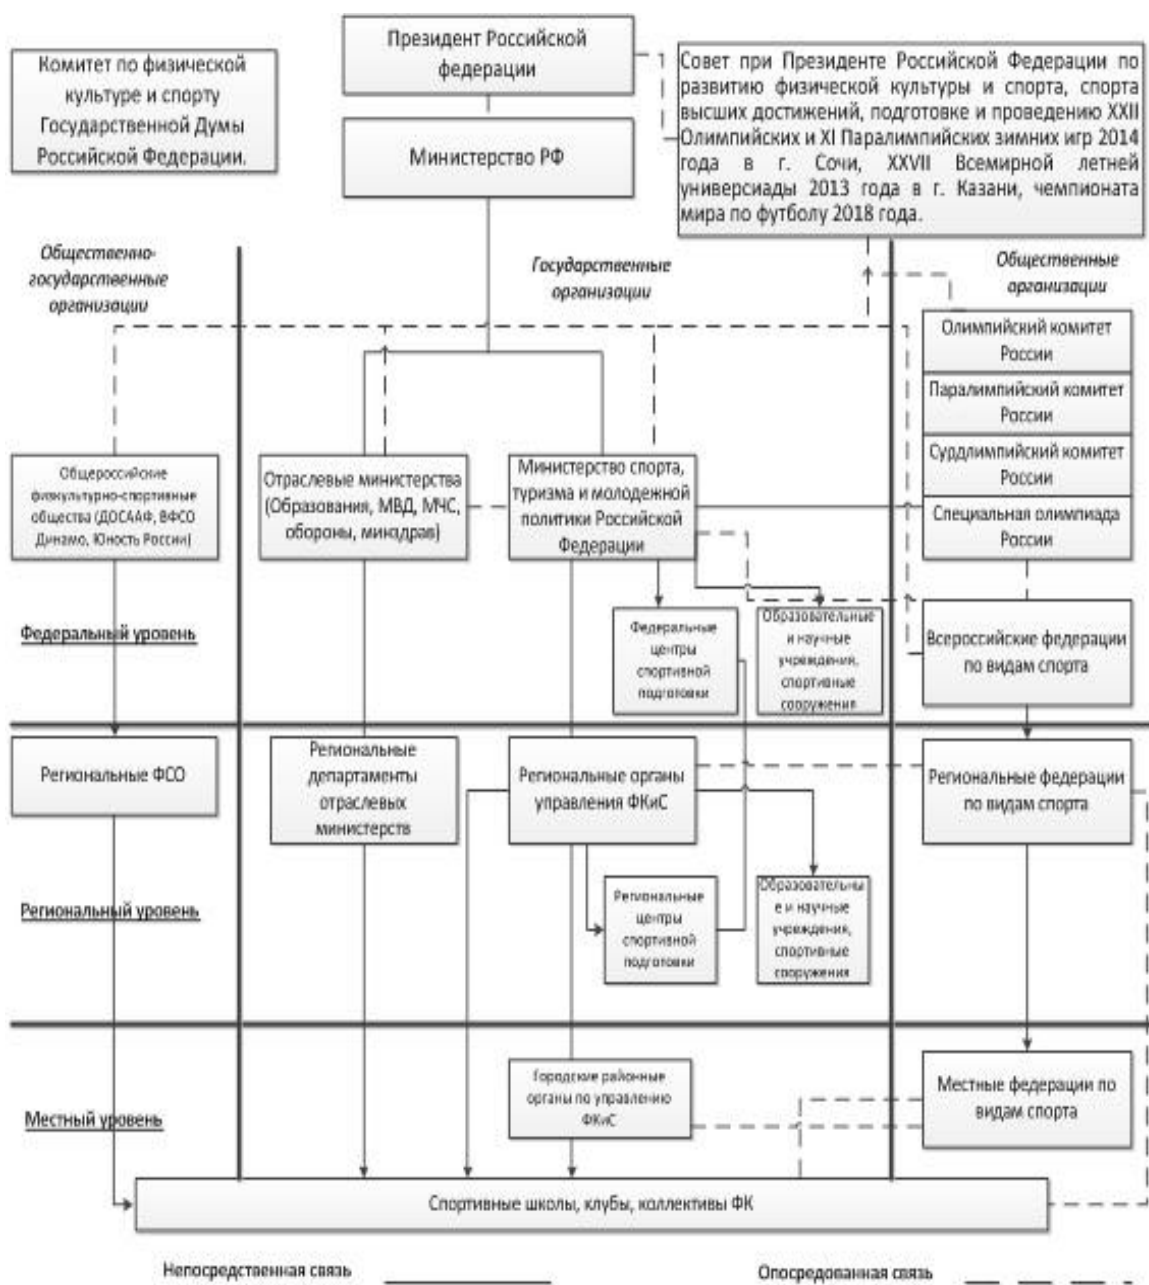 Президент Российской
федерации
Комитет по физической
культуре и спорту
Государственной Думы
Российской Федерации.
Совет при Президенте Российской Федерации по
развитию физической культуры и спорта, спорта
высших достижений, подготовке и проведению XXII
Олимпийских и XI Паралимпийских зимних игр 2014
года в г. Сочи, XXVII Всемирной летней
универсиады 2013 года в г. Казани, чемпионата
мира по футболу 2018 года.
Министерство РФ
Общественно-
государственные
организации
Государственные
организации
Общественные
организации
Олимпийский комитет
России
Паралимпийский комитет
России
Сурдлимпийский комитет
России
Специальная олимпиада
России
Общероссийские
физкультурно-спортивные
общества (ДОСААФ, ВФСО
Динамо, Юность России)
Отраслевые министерства
(Образования, МВД, МЧС,
обороны, минздрав)
Министерство спорта,
туризма и молодежной
политики Российской
Федерации
Федеральный уровень
Федеральные
центры
спортивной
подготовки
Образовательные
и научные
учреждения,
спортивные
сооружения
Всероссийские федерации
по видам спорта
Региональные ФСО
Региональные
департаменты
отраслевых
министерств
Региональные органы
управления ФКиС
Региональные федерации
по видам спорта
Региональный уровень
Региональные
центры
спортивной
подготовки
Образовательны
е и научные
учреждения,
спортивные
сооружения
Местный уровень
Городские районные
органы по управлению
ФКиС
Местные федерации по
видам спорта
Спортивные школы, клубы, коллективы ФК
Непосредственная связь
Опосредованная связь